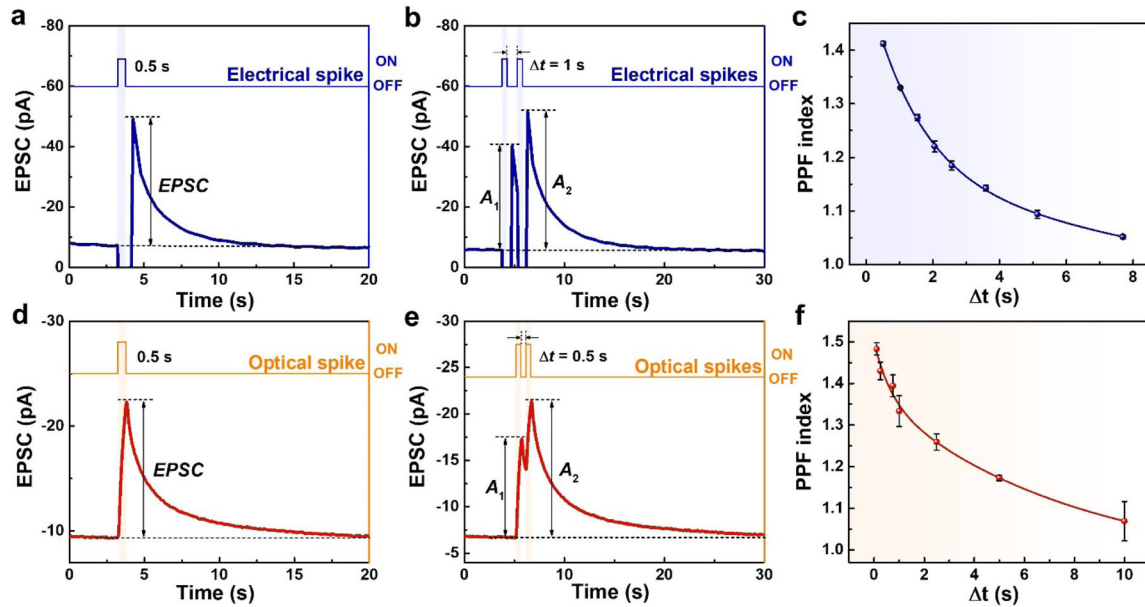 a
EPSC (pA)
-80
-60
-40
-20
0
0.5 s
Electrical spike
ON
OFF
EPSC
0
5
10
15
20
Time (s)
b
EPSC (pA)
-80
-60
-40
-20
0
Δt = 1 s
Electrical spikes
ON
OFF
A1
A2
0
10
20
30
Time (s)
c
PPF index
1.4
1.3
1.2
1.1
1.0
0
2
4
6
8
Δt (s)
d
EPSC (pA)
-30
-20
-10
0.5 s
Optical spike
ON
OFF
EPSC
0
5
10
15
20
Time (s)
e
EPSC (pA)
-30
-25
-20
-15
-10
-5
Δt = 0.5 s
Optical spikes
ON
OFF
A1
A2
0
10
20
30
Time (s)
f
PPF index
1.5
1.4
1.3
1.2
1.1
1.0
0
2
4
6
8
10
Δt (s)